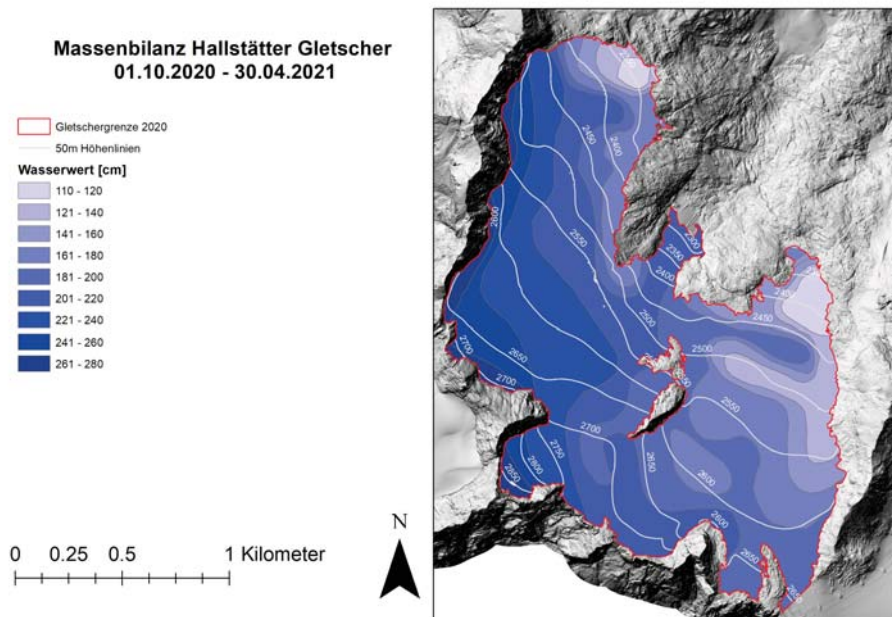 Massenbilanz Hallstätter Gletscher
01.10.2020 - 30.04.2021
Gletschergrenze 2020
50m Höhenlinien
Wasserwert [cm]
110 - 120
121 - 140
141 - 160
161 - 180
181 - 200
201 - 220
221 - 240
241 - 260
261 - 280
0 0.25 0.5 1 Kilometer
N
2450
2400
2600
2550
2300
2350
2400
2450
2500
2500
2700
2650
2700
2550
2700
2750
2800
2850
2650
2600
2600
2650
2650